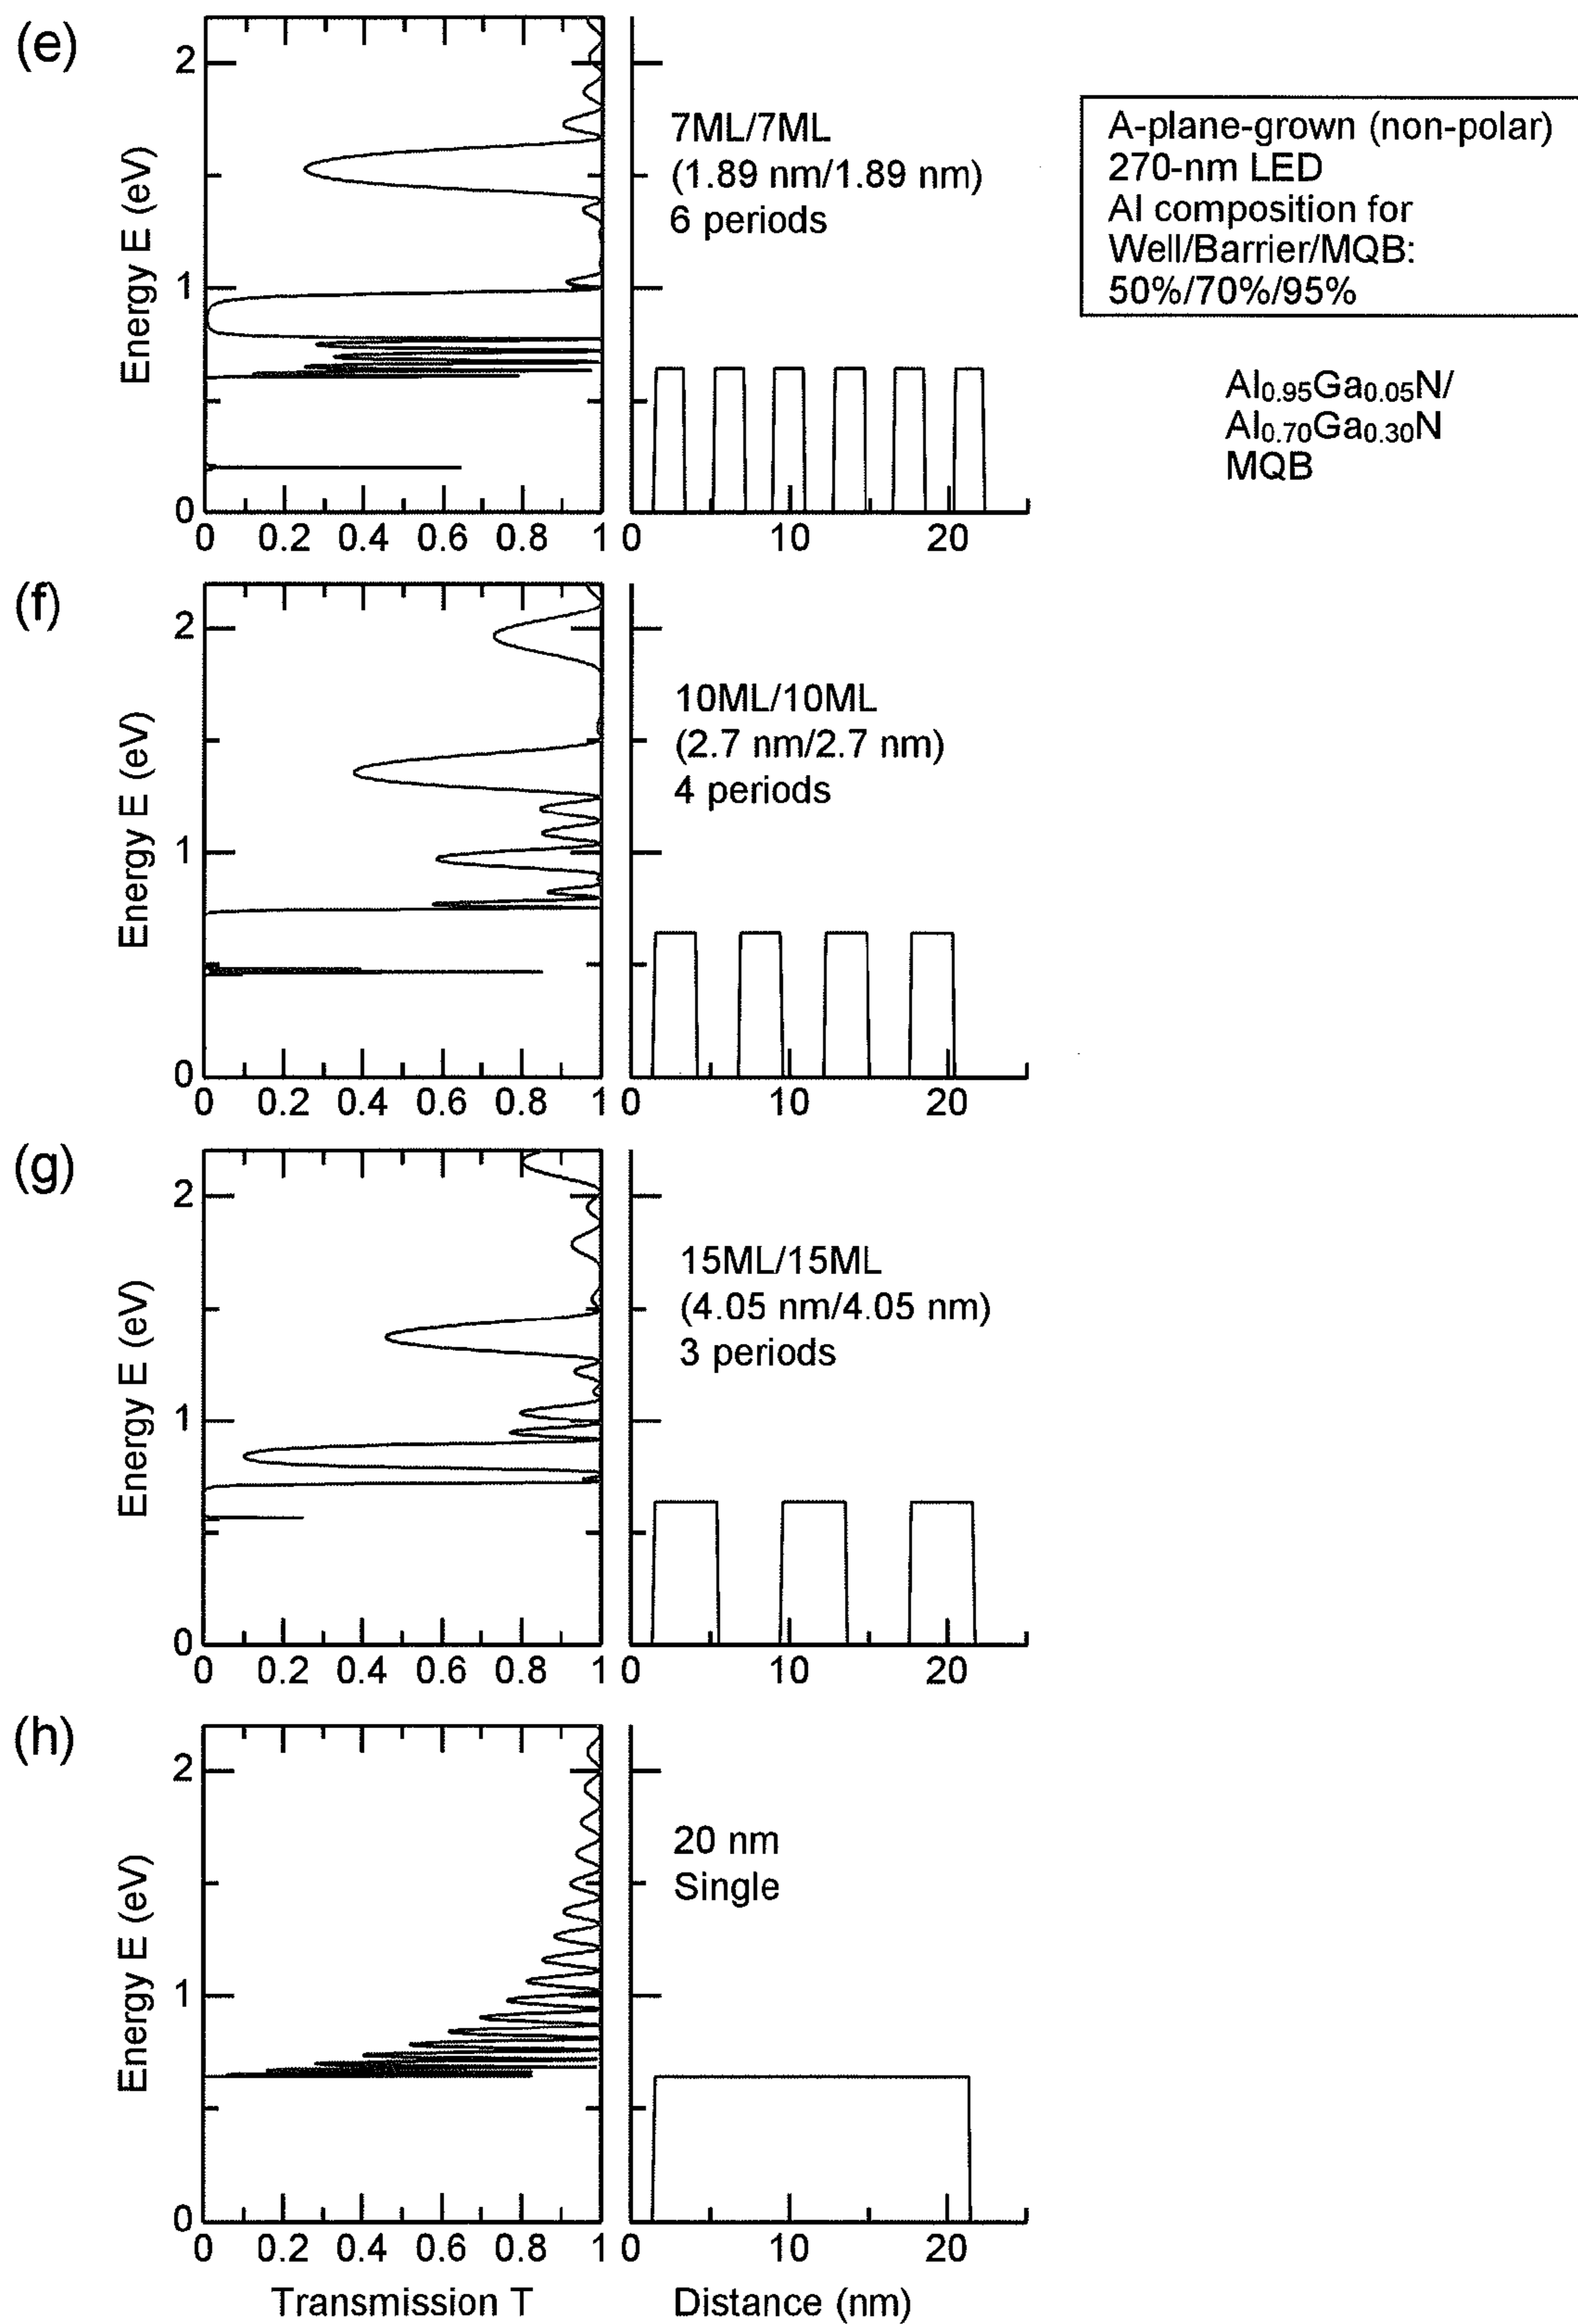 (e)
Energy E (eV)
2
1
0
0 0.2 0.4 0.6 0.8 1 0 10 20
7ML/7ML
(1.89 nm/1.89 nm)
6 periods
A-plane-grown (non-polar)
270-nm LED
Al composition for
Well/Barrier/MQB:
50%/70%/95%
Al0.95Ga0.05N/
Al0.70Ga0.30N
MQB
(f)
Energy E (eV)
2
1
0
0 0.2 0.4 0.6 0.8 1 0 10 20
10ML/10ML
(2.7 nm/2.7 nm)
4 periods
(g)
Energy E (eV)
2
1
0
0 0.2 0.4 0.6 0.8 1 0 10 20
15ML/15ML
(4.05 nm/4.05 nm)
3 periods
(h)
Energy E (eV)
2
1
0
0 0.2 0.4 0.6 0.8 1 0 10 20
20 nm
Single
Transmission T
Distance (nm)